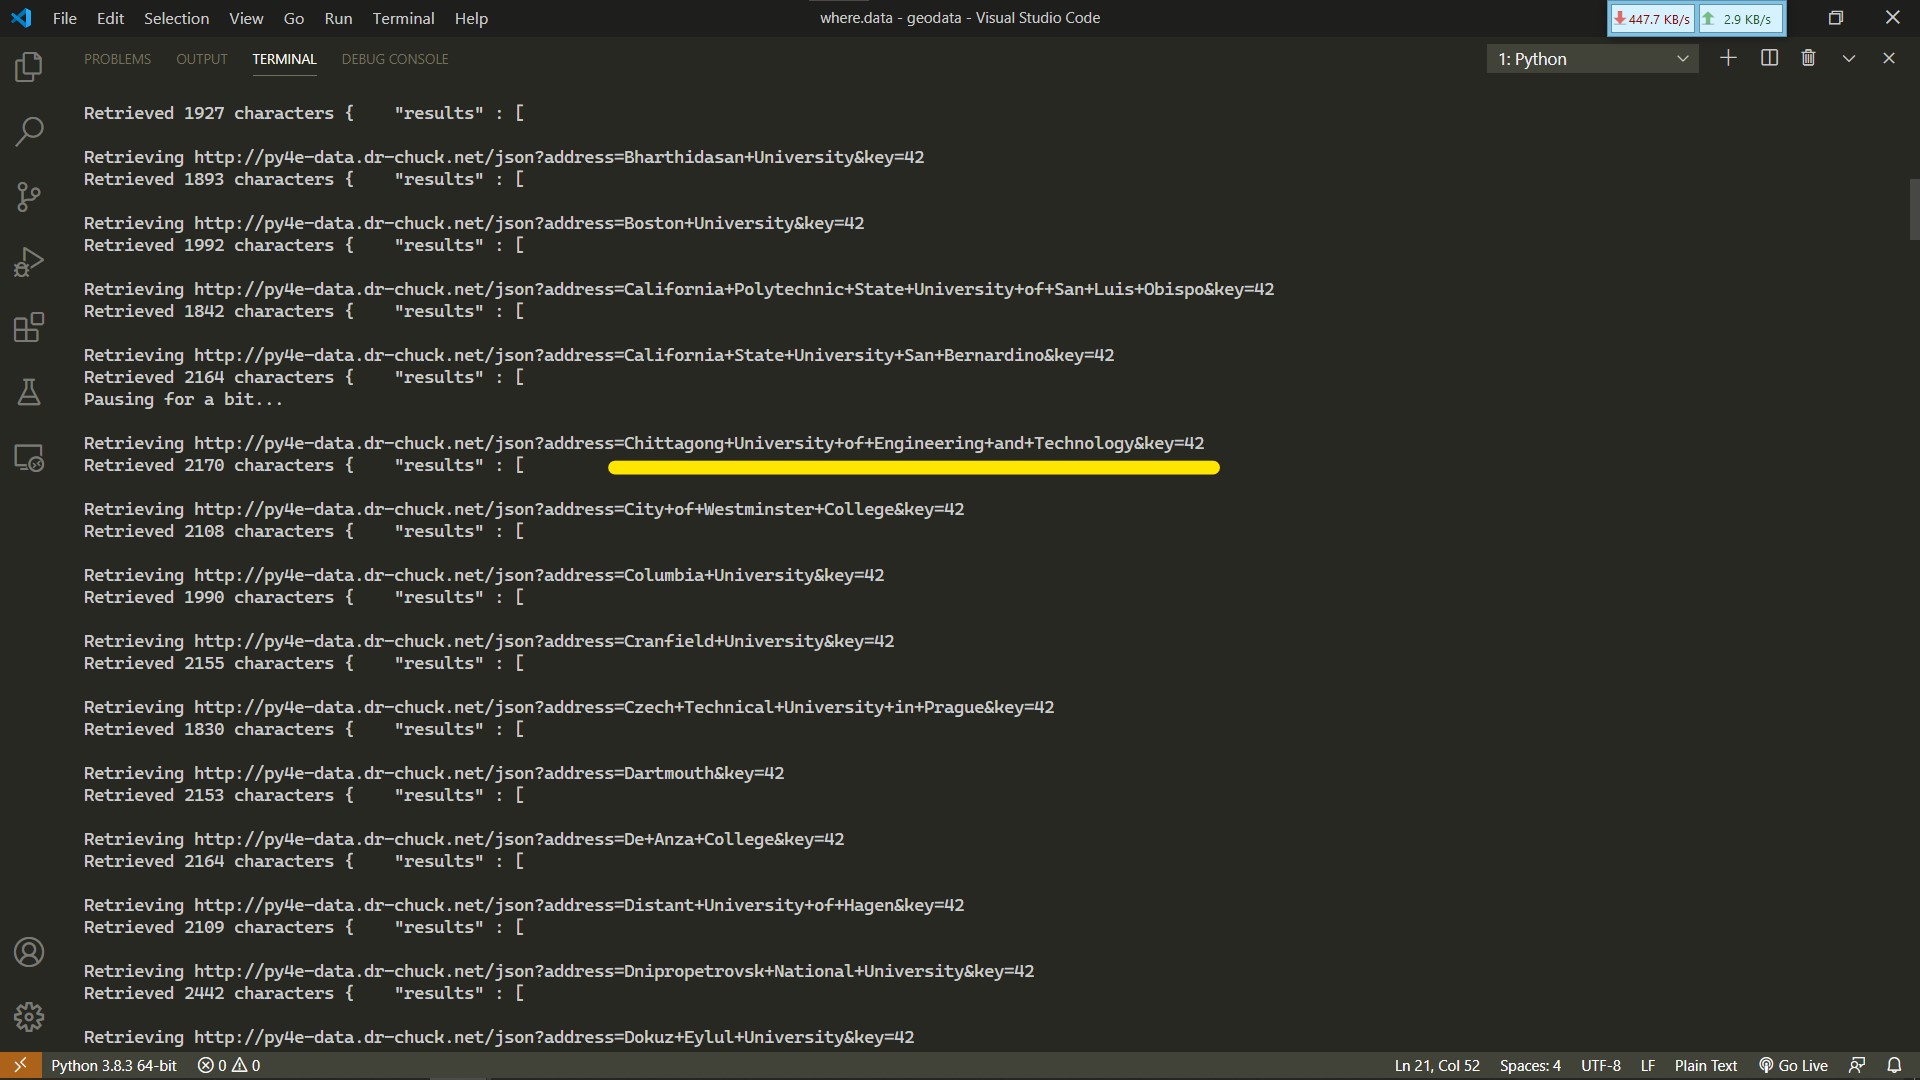 File Edit Selection View Go Run Terminal Help
where.data - geodata - Visual Studio Code
447.7 KB/s 2.9 KB/s
PROBLEMS OUTPUT TERMINAL DEBUG CONSOLE
1: Python
Retrieved 1927 characters {    "results" : [
Retrieving http://py4e-data.dr-chuck.net/json?address=Bharthidasan+University&key=42
Retrieved 1893 characters {    "results" : [
Retrieving http://py4e-data.dr-chuck.net/json?address=Boston+University&key=42
Retrieved 1992 characters {    "results" : [
Retrieving http://py4e-data.dr-chuck.net/json?address=California+Polytechnic+State+University+of+San+Luis+Obispo&key=42
Retrieved 1842 characters {    "results" : [
Retrieving http://py4e-data.dr-chuck.net/json?address=California+State+University+San+Bernardino&key=42
Retrieved 2164 characters {    "results" : [
Pausing for a bit...
Retrieving http://py4e-data.dr-chuck.net/json?address=Chittagong+University+of+Engineering+and+Technology&key=42
Retrieved 2170 characters {    "results" : [
Retrieving http://py4e-data.dr-chuck.net/json?address=City+of+Westminster+College&key=42
Retrieved 2108 characters {    "results" : [
Retrieving http://py4e-data.dr-chuck.net/json?address=Columbia+University&key=42
Retrieved 1990 characters {    "results" : [
Retrieving http://py4e-data.dr-chuck.net/json?address=Cranfield+University&key=42
Retrieved 2155 characters {    "results" : [
Retrieving http://py4e-data.dr-chuck.net/json?address=Czech+Technical+University+in+Prague&key=42
Retrieved 1830 characters {    "results" : [
Retrieving http://py4e-data.dr-chuck.net/json?address=Dartmouth&key=42
Retrieved 2153 characters {    "results" : [
Retrieving http://py4e-data.dr-chuck.net/json?address=De+Anza+College&key=42
Retrieved 2164 characters {    "results" : [
Retrieving http://py4e-data.dr-chuck.net/json?address=Distant+University+of+Hagen&key=42
Retrieved 2109 characters {    "results" : [
Retrieving http://py4e-data.dr-chuck.net/json?address=Dnipropetrovsk+National+University&key=42
Retrieved 2442 characters {    "results" : [
Retrieving http://py4e-data.dr-chuck.net/json?address=Dokuz+Eylul+University&key=42
Python 3.8.3 64-bit 0 0 Ln 21, Col 52 Spaces: 4 UTF-8 LF Plain Text Go Live